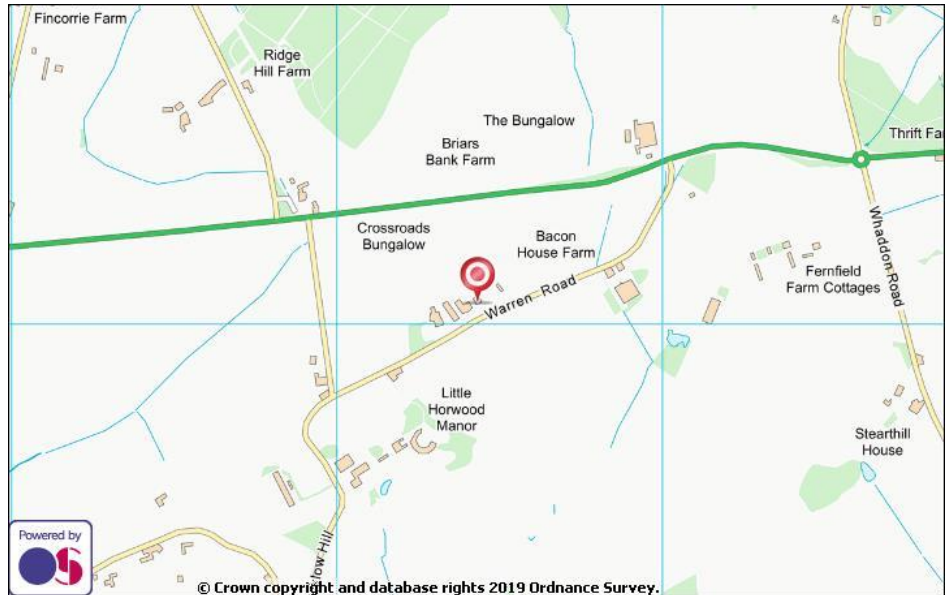 Fincorrie Farm
Ridge
Hill Farm
The Bungalow
Briars
Bank Farm
Thrift Fa
Crossroads
Bungalow
Bacon
House Farm
Whaddon Road
Warren Road
Fernfield
Farm Cottages
Little
Horwood
Manor
Stearthill
House
Powered by
OS
low Hill
© Crown copyright and database rights 2019 Ordnance Survey.